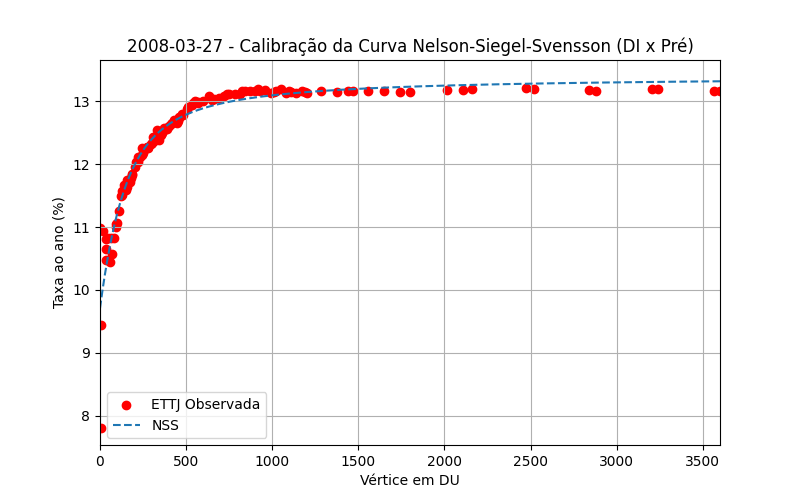 2008-03-27 - Calibração da Curva Nelson-Siegel-Svensson (DI x Pré)
Taxa ao ano (%)
13
12
11
10
9
8
ETTJ Observada
NSS
0 500 1000 1500 2000 2500 3000 3500
Vértice em DU